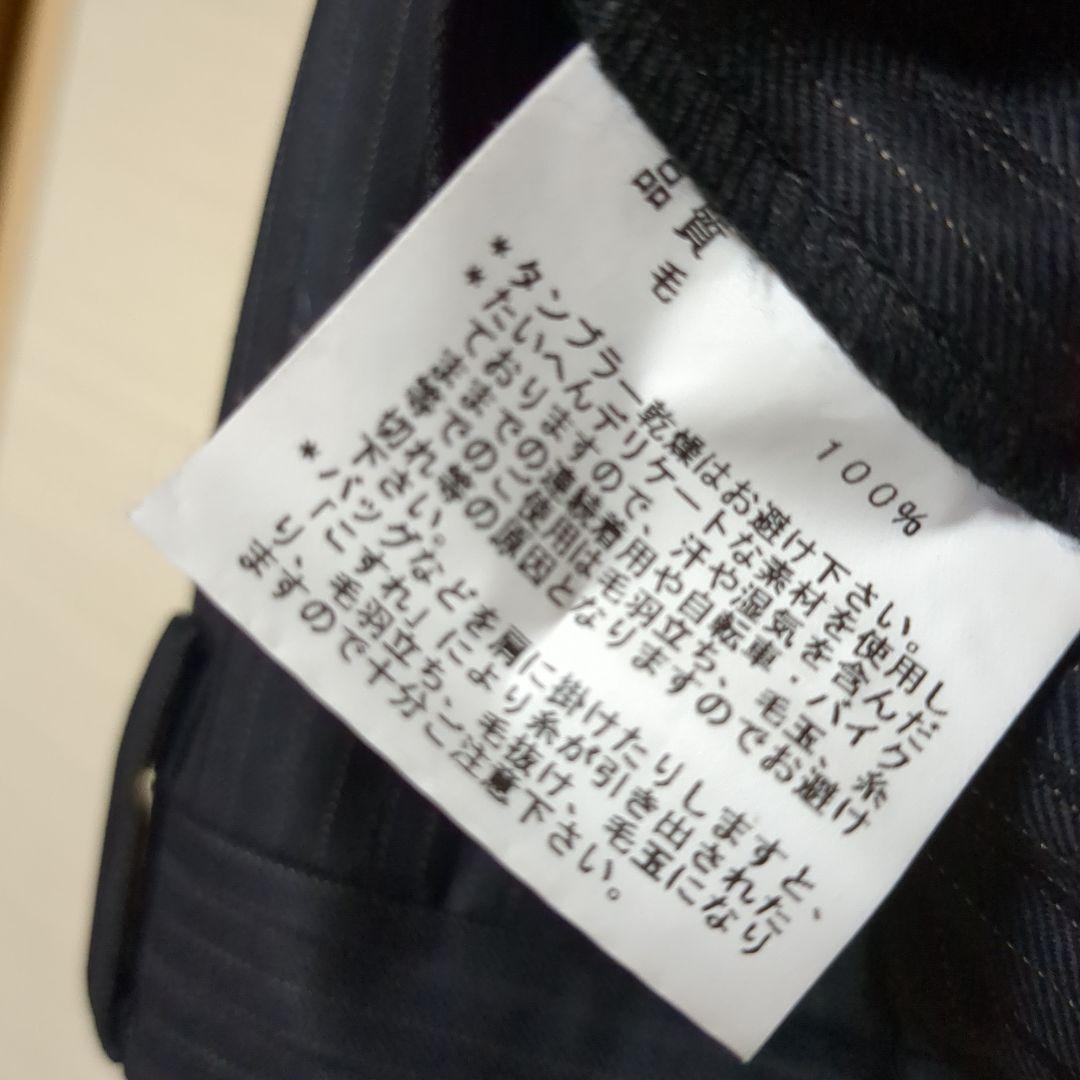 品質
毛 100%
*タンブラー乾燥はお避け下さい。
*たいへんデリケートな素材を使用し
ておりますので、汗や湿気を含んだ
ままでの連続着用や自転車・バイク
等でのご使用は毛羽立ち、毛玉、糸
切れ等の原因となりますのでお避け
下さい。
*バッグなどを肩に掛けたりしますと、
「こすれ」により糸が引き出されたた
り、毛羽立ち、毛抜け、毛玉になり
ますので十分ご注意下さい。